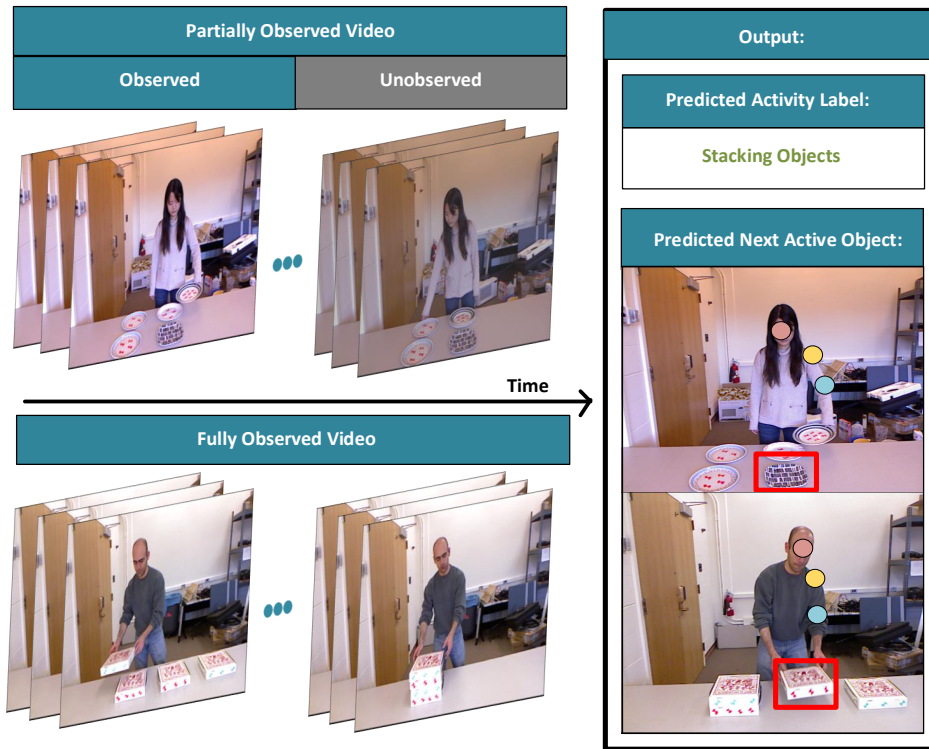 Partially Observed Video
Observed
Unobserved
Time
Fully Observed Video
Output:
Predicted Activity Label:
Stacking Objects
Predicted Next Active Object: